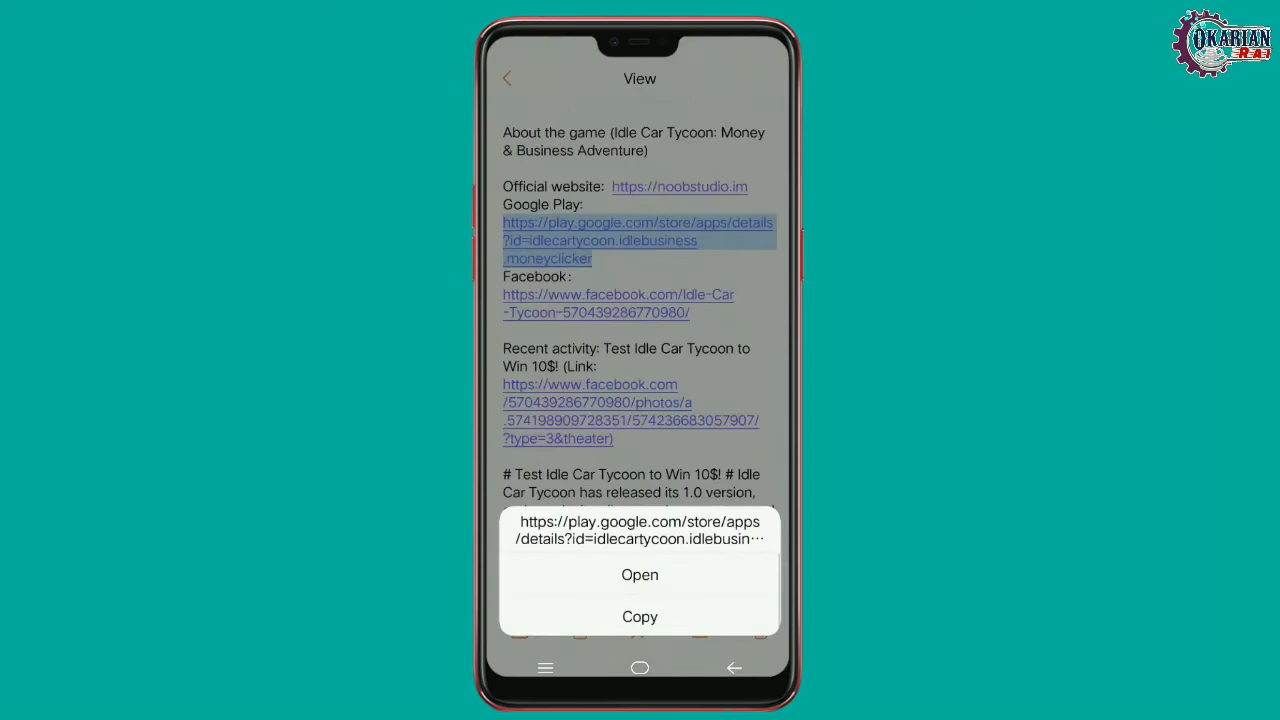 OKARIAN
RAI
View
About the game (Idle Car Tycoon: Money
& Business Adventure)
Official website: https://noobstudio.im
Google Play:
https://play.google.com/store/apps/details
?id=idlecartycoon.idlebusiness
.moneyclicker
Facebook:
https://www.facebook.com/Idle-Car
-Tycoon-570439286770980/
Recent activity: Test Idle Car Tycoon to
Win 10$! (Link:
https://www.facebook.com
/570439286770980/photos/a
.574198909728351/574236683057907/
?type=3&theater)
# Test Idle Car Tycoon to Win 10$! # Idle
Car Tycoon has released its 1.0 version,
https://play.google.com/store/apps
/details?id=idlecartycoon.idlebusin···
Open
Copy